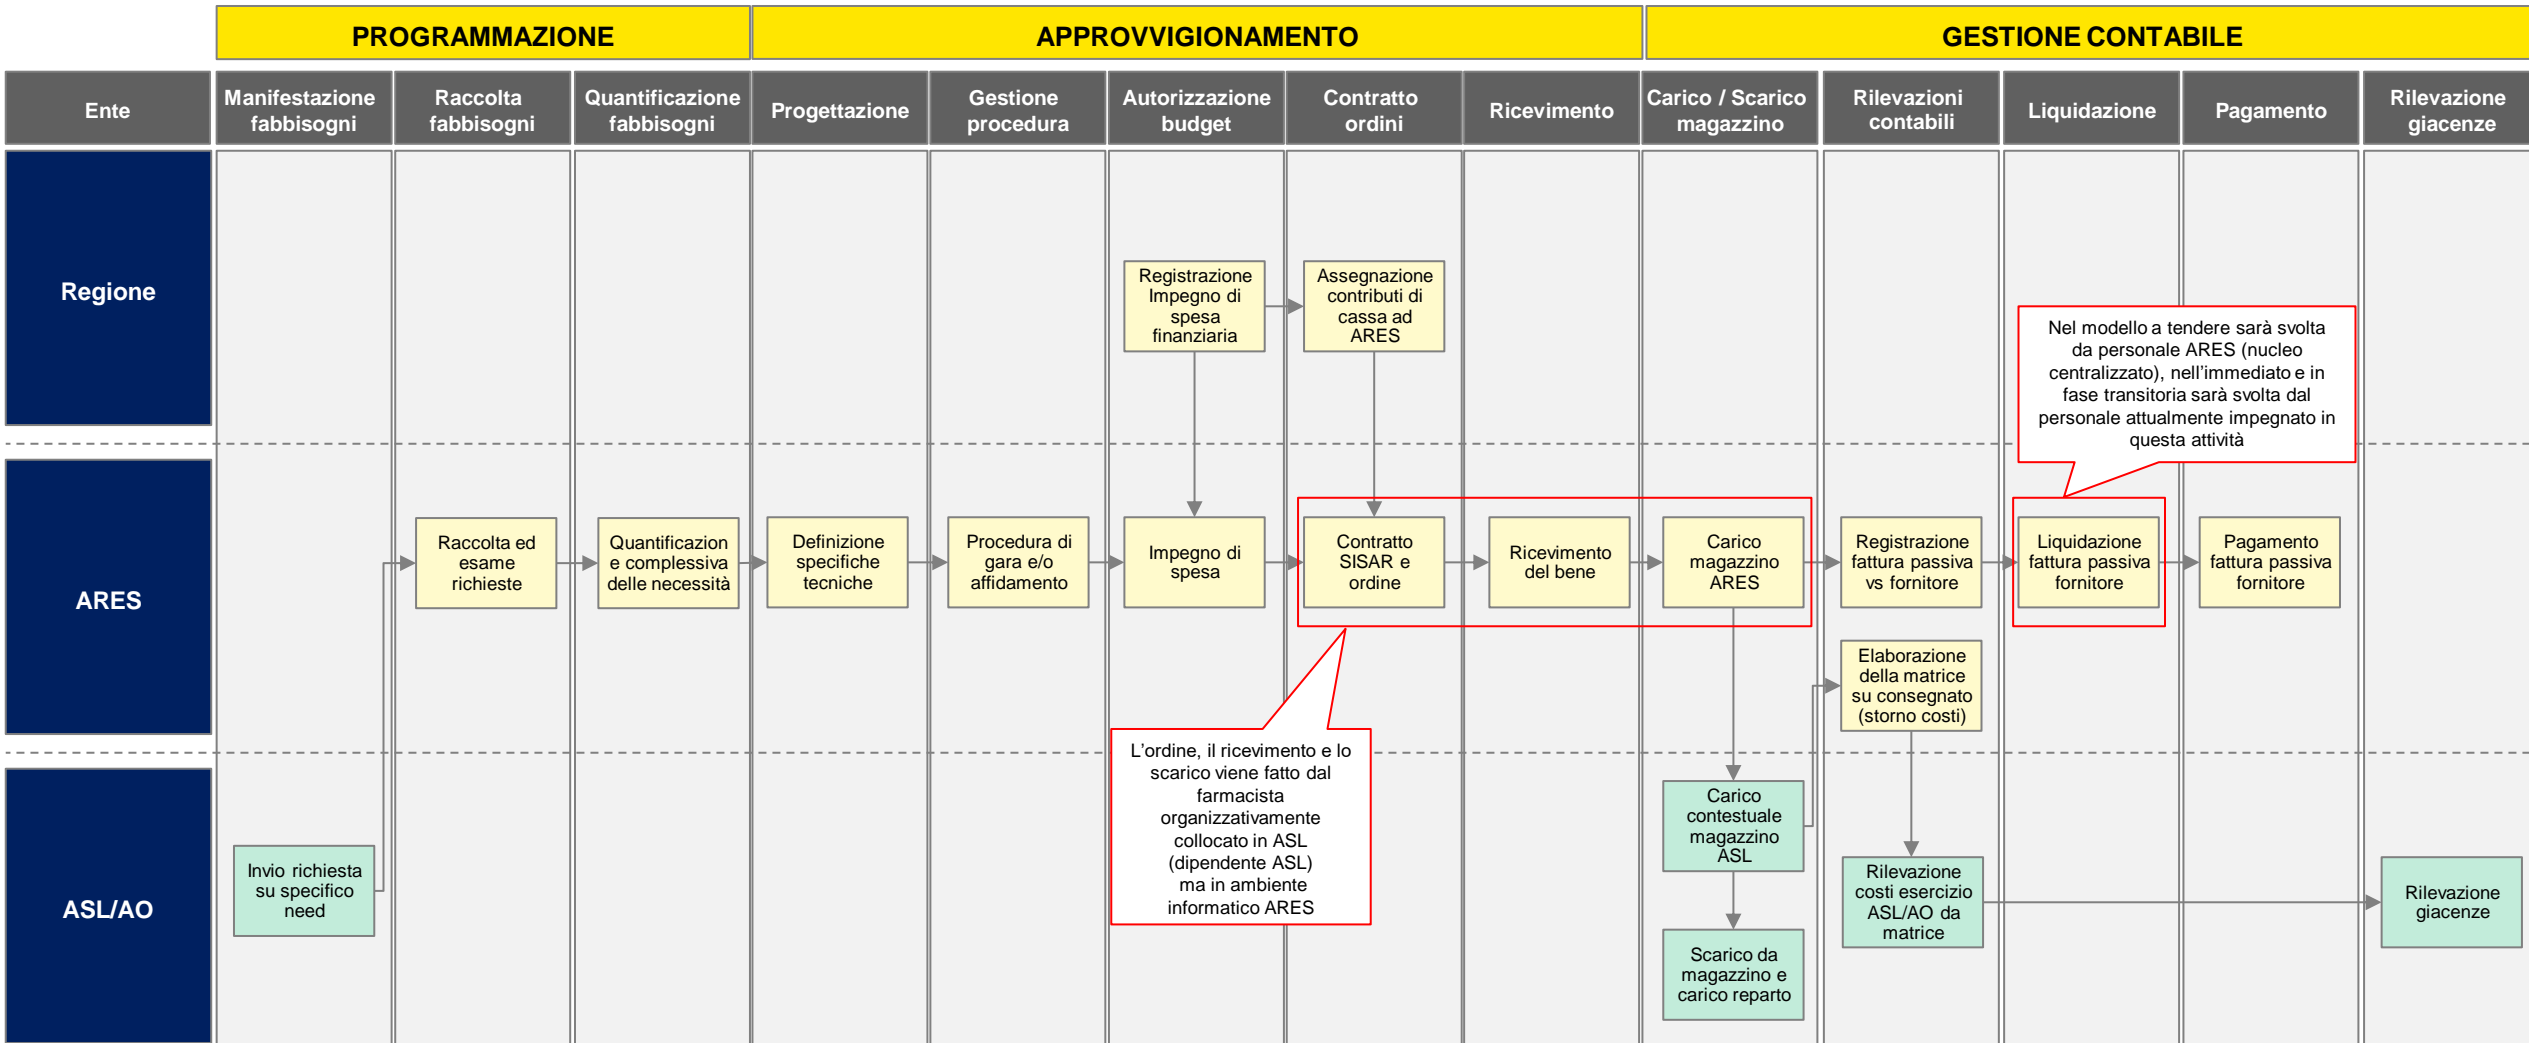 PROGRAMMAZIONE
APPROVVIGIONAMENTO
GESTIONE CONTABILE
Ente
Manifestazione
fabbisogni
Raccolta
fabbisogni
Quantificazione
fabbisogni
Progettazione
Gestione
procedura
Autorizzazione
budget
Contratto
ordini
Ricevimento
Carico / Scarico
magazzino
Rilevazioni
contabili
Liquidazione
Pagamento
Rilevazione
giacenze
Regione
Registrazione
Impegno di
spesa
finanziaria
Assegnazione
contributi di
cassa ad
ARES
Nel modello a tendere sarà svolta
da personale ARES (nucleo
centralizzato), nell'immediato e in
fase transitoria sarà svolta dal
personale attualmente impegnato in
questa attività
ARES
Raccolta ed
esame
richieste
Quantificazion
e complessiva
delle necessità
Definizione
specifiche
tecniche
Procedura di
gara e/o
affidamento
Impegno di
spesa
Contratto
SISAR e
ordine
Ricevimento
del bene
Carico
magazzino
ARES
Registrazione
fattura passiva
vs fornitore
Liquidazione
fattura passiva
fornitore
Pagamento
fattura passiva
fornitore
Elaborazione
della matrice
su consegnato
(storno costi)
L'ordine, il ricevimento e lo
scarico viene fatto dal
farmacista
organizzativamente
collocato in ASL
(dipendente ASL)
ma in ambiente
informatico ARES
ASL/AO
Invio richiesta
su specifico
need
Carico
contestuale
magazzino
ASL
Scarico da
magazzino e
carico reparto
Rilevazione
costi esercizio
ASL/AO da
matrice
Rilevazione
giacenze